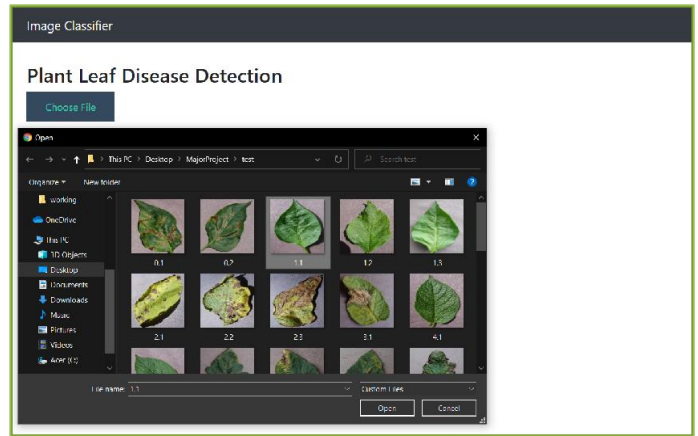 Image Classifier
Plant Leaf Disease Detection
Choose File
Open
This PC > Desktop > MajorProject > test
Search test
Organize
New folder
working
OneDrive
This PC
3D Objects
Desktop
Documents
Downloads
Music
Pictures
Videos
Acer (C:)
0.1 0.2 1.1 1.2 1.3
2.1 2.2 2.3 3.1 4.1
File name: 1.1
Custom Files
Open Cancel